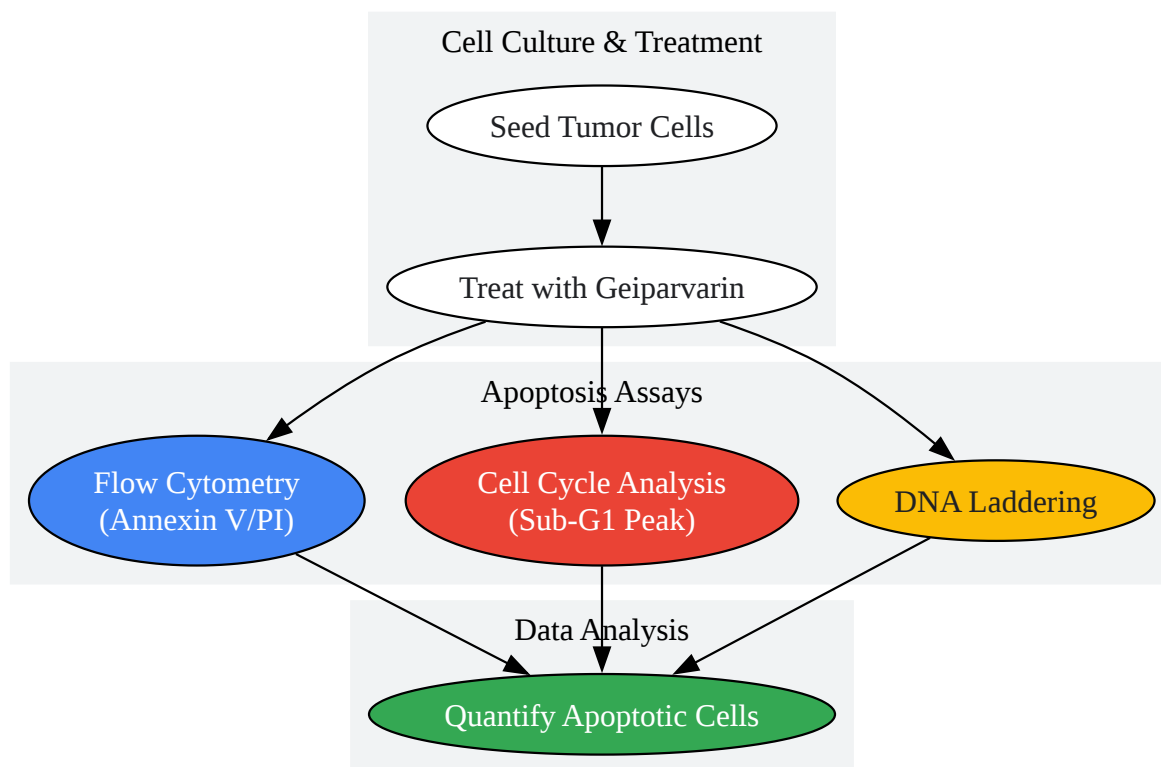 Cell Culture & Treatment
Seed Tumor Cells
Treat with Geiparvarin
Apoptosis Assays
Flow Cytometry
(Annexin V/PI)
Cell Cycle Analysis
(Sub-G1 Peak)
DNA Laddering
Data Analysis
Quantify Apoptotic Cells